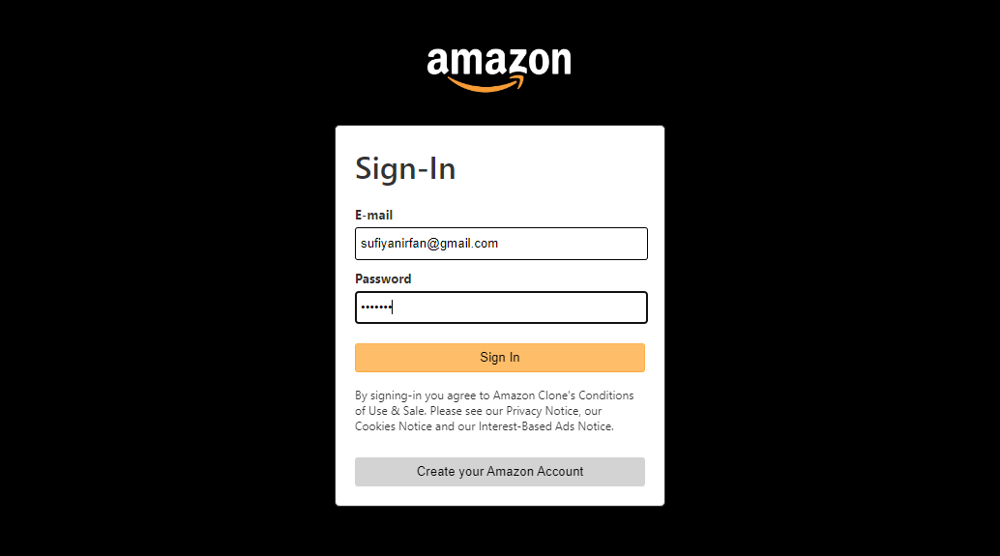 amazon
Sign-In
E-mail
sufiyanirfan@gmail.com
Password
•••••••
Sign In
By signing-in you agree to Amazon Clone's Conditions
of Use & Sale. Please see our Privacy Notice, our
Cookies Notice and our Interest-Based Ads Notice.
Create your Amazon Account